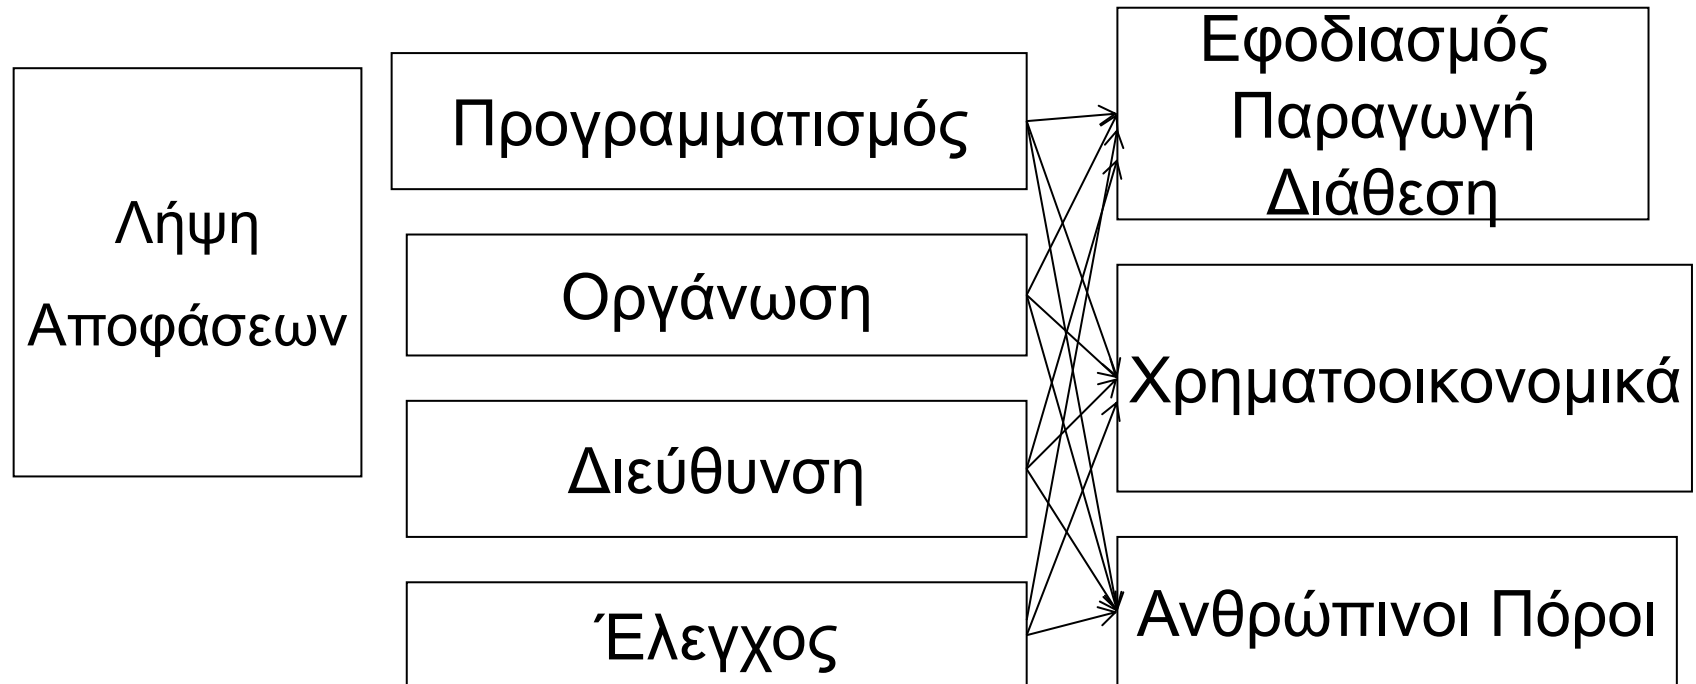 Λήψη
Αποφάσεων
Προγραμματισμός
Οργάνωση
Διεύθυνση
Έλεγχος
Εφοδιασμός
Παραγωγή
Διάθεση
Χρηματοοικονομικά
Ανθρώπινοι Πόροι